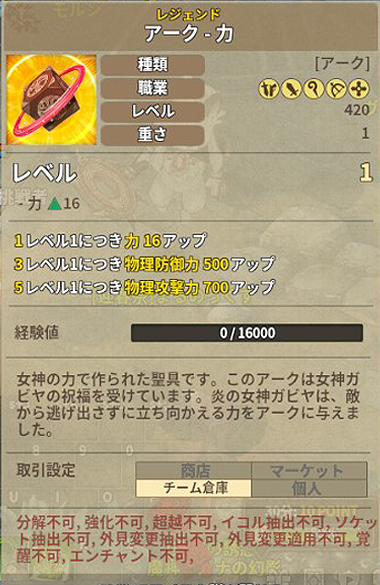 レジェンド
アーク - 力
種類 [アーク]
職業
レベル 420
重さ 1
レベル 1
- 力 ▲16
1レベル1につき力 16アップ
3レベル1につき物理防御力 500アップ
5レベル1につき物理攻撃力 700アップ
経験値 0 / 16000
女神の力で作られた聖具です。このアークは女神ガ
ビヤの祝福を受けています。炎の女神ガビヤは、敵
から逃げ出さずに立ち向かえる力をアークに与えま
した。
取引設定 商店 マーケット
チーム倉庫 個人
分解不可, 強化不可, 超越不可, イコル抽出不可, ソケッ
ト抽出不可, 外見変更抽出不可, 外見変更適用不可, 覚
醒不可, エンチャント不可,